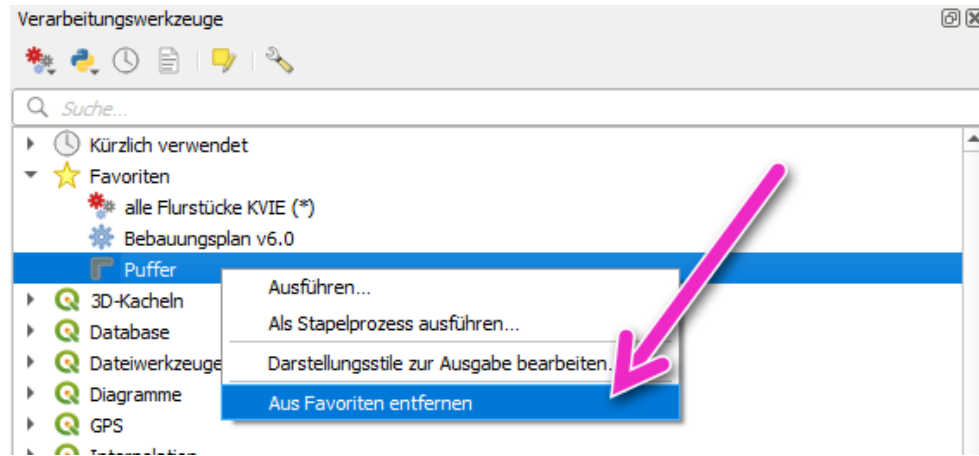 Verarbeitungswerkzeuge
Suche...
Kürzlich verwendet
Favoriten
alle Flurstücke KVIE (*)
Bebauungsplan v6.0
Puffer
Ausführen...
Als Stapelprozess ausführen...
Darstellungsstile zur Ausgabe bearbeiten.
Aus Favoriten entfernen
3D-Kacheln
Database
Dateiwerkzeuge
Diagramme
GPS